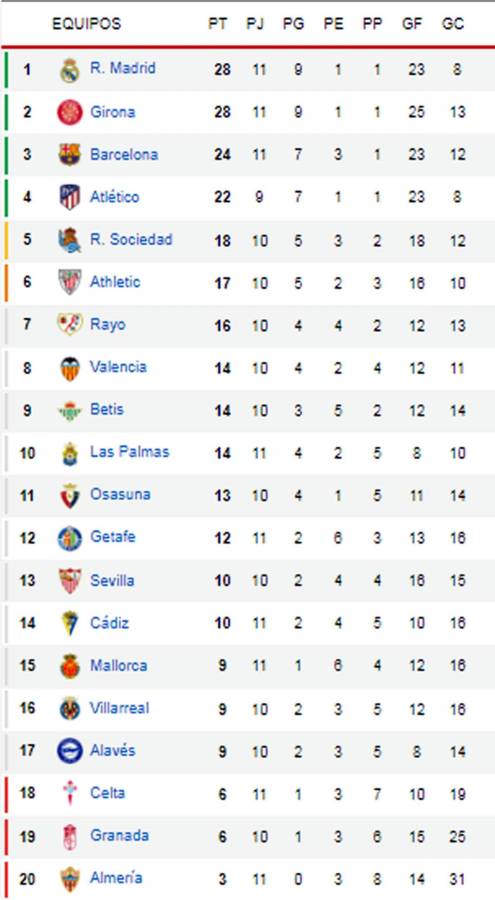 EQUIPOS PT PJ PG PE PP GF GC
1 R. Madrid 28 11 9 1 1 23 8
2 Girona 28 11 9 1 1 25 13
3 Barcelona 24 11 7 3 1 23 12
4 Atlético 22 9 7 1 1 23 8
5 R. Sociedad 18 10 5 3 2 18 12
6 Athletic 17 10 5 2 3 16 10
7 Rayo 16 10 4 4 2 12 13
8 Valencia 14 10 4 2 4 12 11
9 Betis 14 10 3 5 2 12 14
10 Las Palmas 14 11 4 2 5 8 10
11 Osasuna 13 10 4 1 5 11 14
12 Getafe 12 11 2 6 3 13 16
13 Sevilla 10 10 2 4 4 16 15
14 Cádiz 10 11 2 4 5 10 16
15 Mallorca 9 11 1 6 4 12 16
16 Villarreal 9 10 2 3 5 12 16
17 Alavés 9 10 2 3 5 8 14
18 Celta 6 11 1 3 7 10 19
19 Granada 6 10 1 3 6 15 25
20 Almería 3 11 0 3 8 14 31